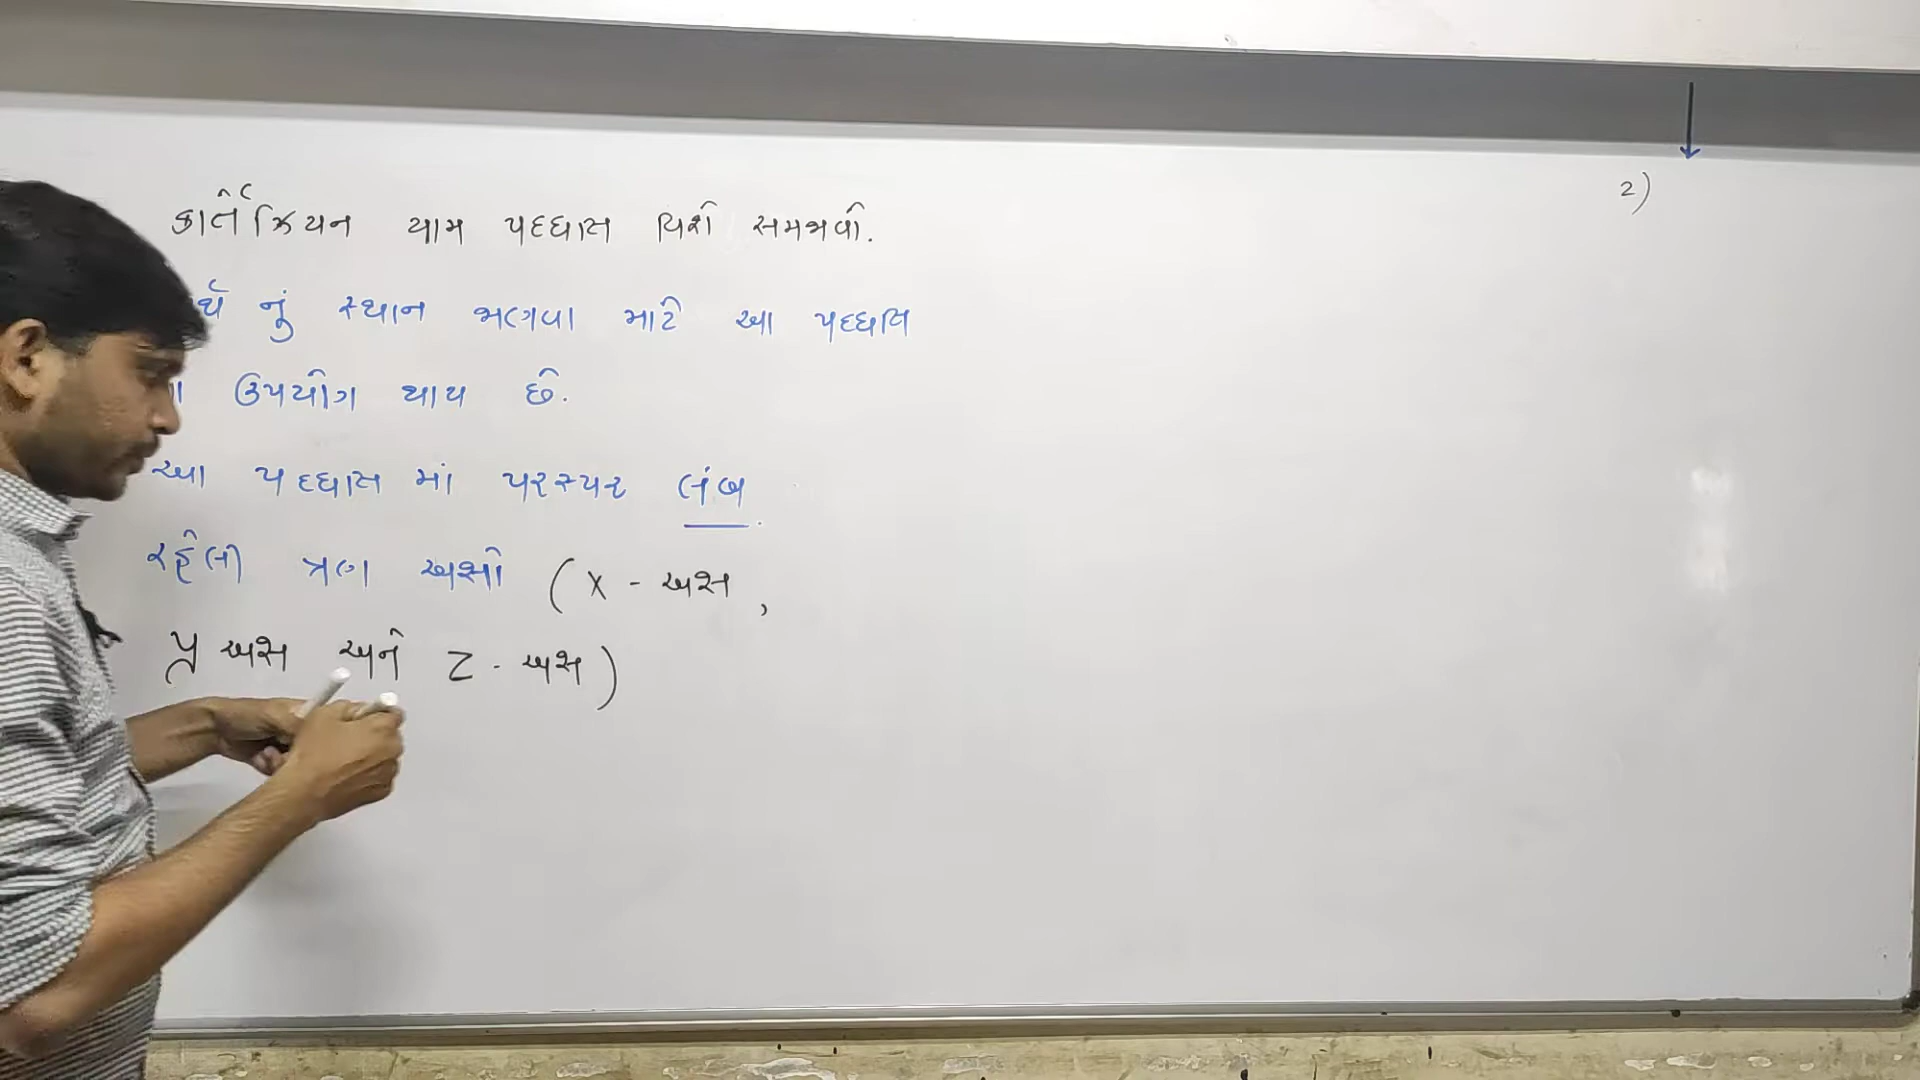 કાર્તેઝિયન યામ પદ્ધતિ વિશે સમજાવો.
નું સ્થાન જાણવા માટે આ પદ્ધતિ
ઉપયોગ થાય છે.
આ પદ્ધતિ માં પરસ્પર લંબ
રહેલી ત્રણ અક્ષો (X - અક્ષ,
y અક્ષ અને Z - અક્ષ)
2)